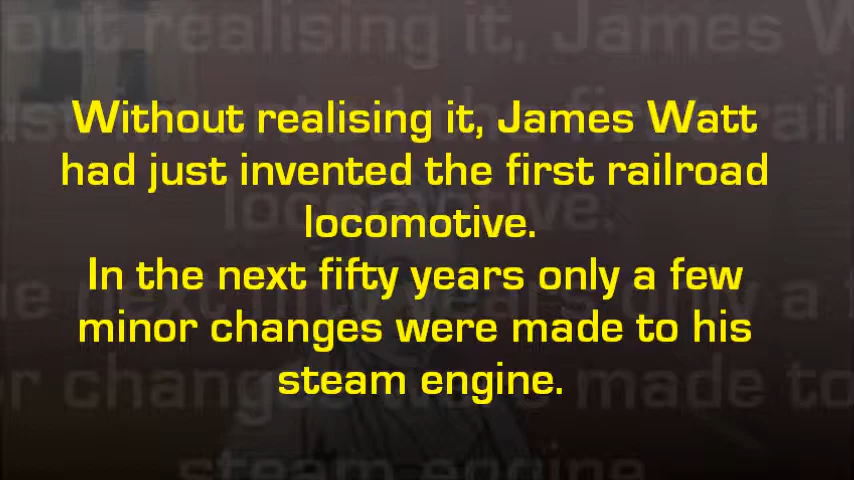 Without realising it, James Watt
had just invented the first railroad
locomotive.
In the next fifty years only a few
minor changes were made to his
steam engine.